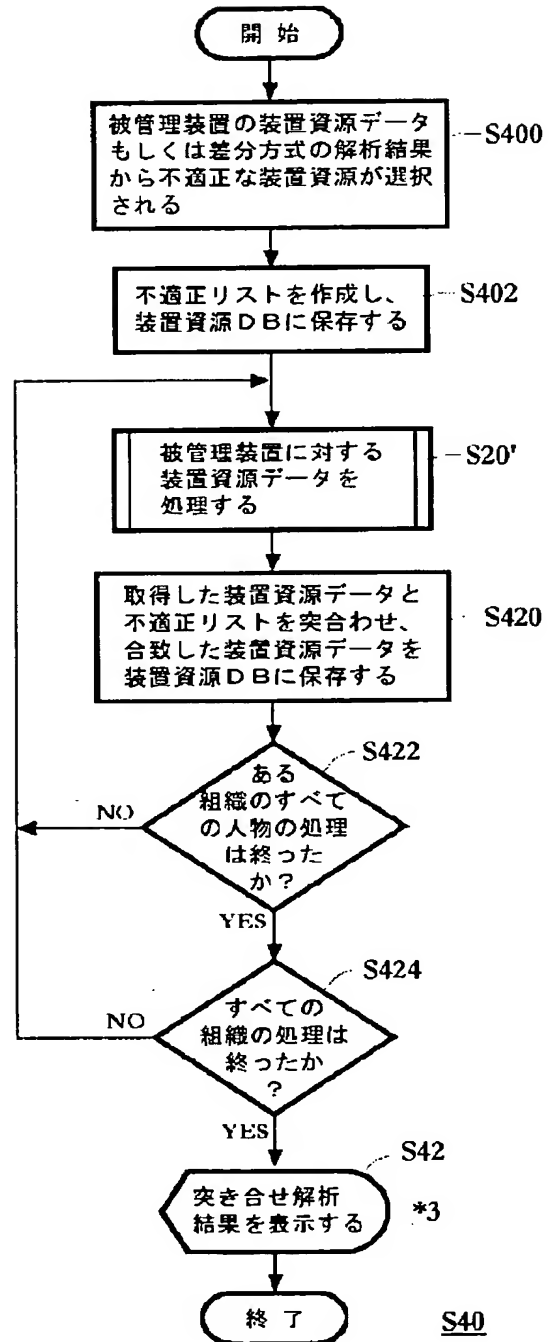 開始
被管理装置の装置資源データ
もしくは差分方式の解析結果
から不適正な装置資源が選択
される
S400
不適正リストを作成し、
装置資源DBに保存する
S402
被管理装置に対する
装置資源データを
処理する
S20'
取得した装置資源データと
不適正リストを突合わせ、
合致した装置資源データを
装置資源DBに保存する
S420
S422
ある
組織のすべて
の人物の処理
は終った
か？
NO
YES
S424
すべての
組織の処理は
終ったか
？
NO
YES
S42
突き合せ解析
結果を表示する
*3
終了
S40